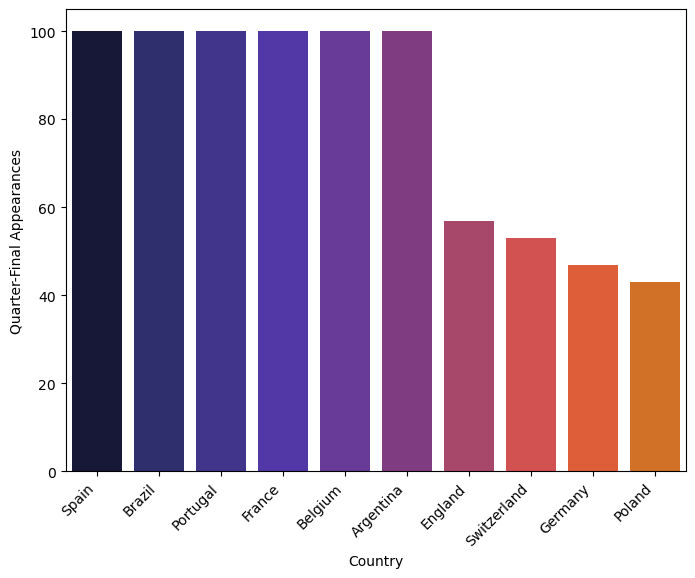 100
80
60
40
20
0
Quarter-Final Appearances
Spain
Brazil
Portugal
France
Belgium
Argentina
England
Switzerland
Germany
Poland
Country